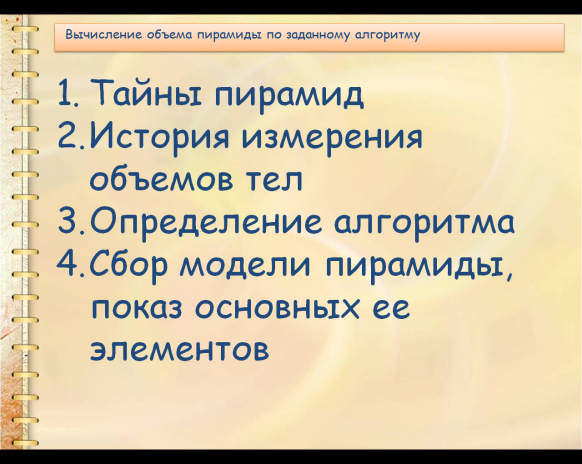 Вычисление объема пирамиды по заданному алгоритму
1. Тайны пирамид
2.История измерения
объемов тел
3.Определение алгоритма
4.Сбор модели пирамиды,
показ основных ее
элементов